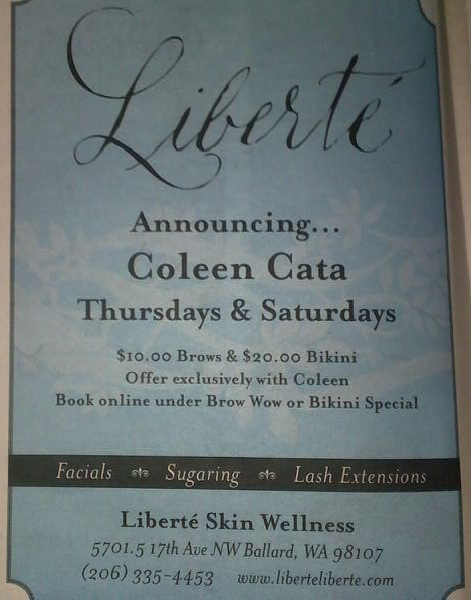 Liberté
Announcing...
Coleen Cata
Thursdays & Saturdays
$10.00 Brows & $20.00 Bikini
Offer exclusively with Coleen
Book online under Brow Wow or Bikini Special
Facials Sugaring Lash Extensions
Liberté Skin Wellness
5701.5 17th Ave NW Ballard, WA 98107
(206) 335-4453 www.liberteliberte.com